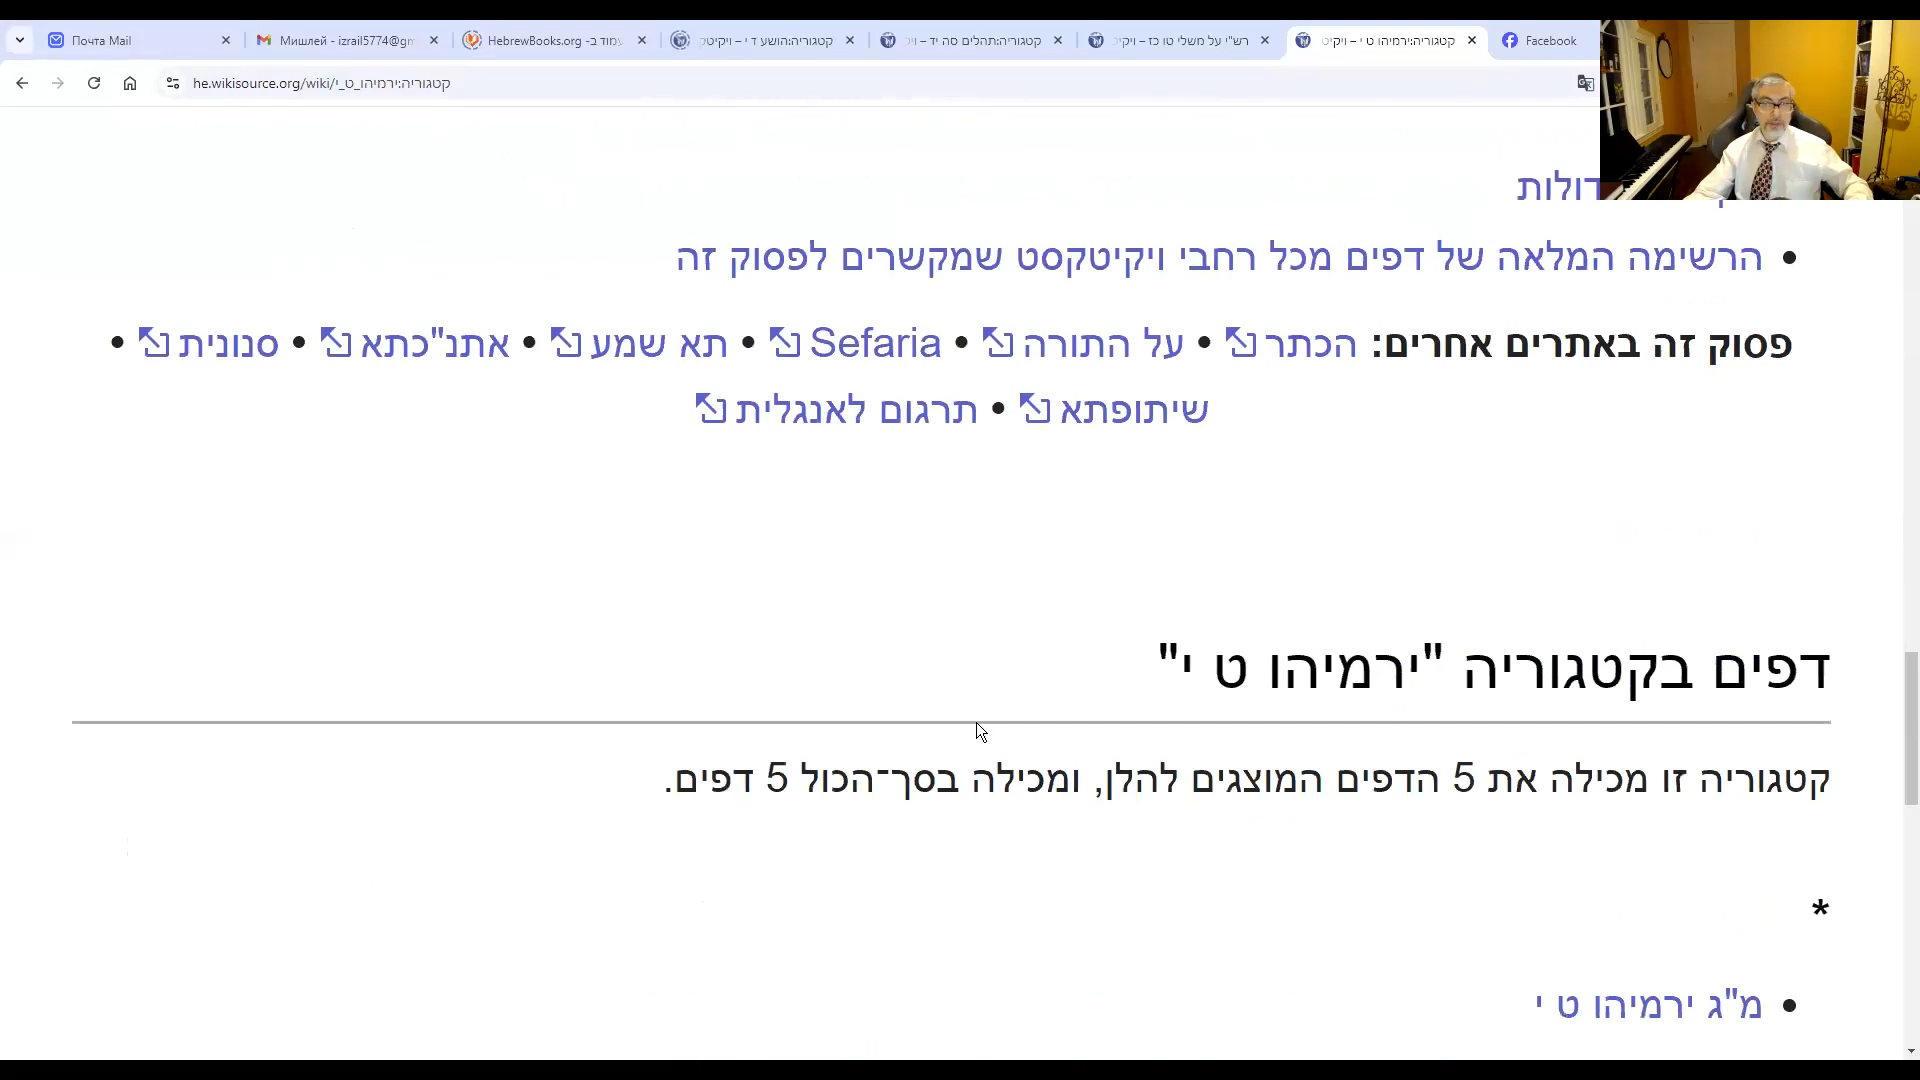 Почта Mail
Мишлей - izrail5774@gm
HebrewBooks.org - עמוד ב
קטגוריה:הושע ד י – ויקיטק
קטגוריה:תהלים סה יד – וי
רש"י על משלי טו כז – ויקי
קטגוריה:ירמיהו ט י – ויקי
Facebook
he.wikisource.org/wiki/קטגוריה:ירמיהו_ט_י
דולות
• הרשימה המלאה של דפים מכל רחבי ויקיטקסט שמקשרים לפסוק זה
פסוק זה באתרים אחרים: הכתר • על התורה • Sefaria • תא שמע • אתנ"כתא • סנונית •
שיתופתא • תרגום לאנגלית
דפים בקטגוריה "ירמיהו ט י"
קטגוריה זו מכילה את 5 הדפים המוצגים להלן, ומכילה בסך־הכול 5 דפים.
*
• מ"ג ירמיהו ט י